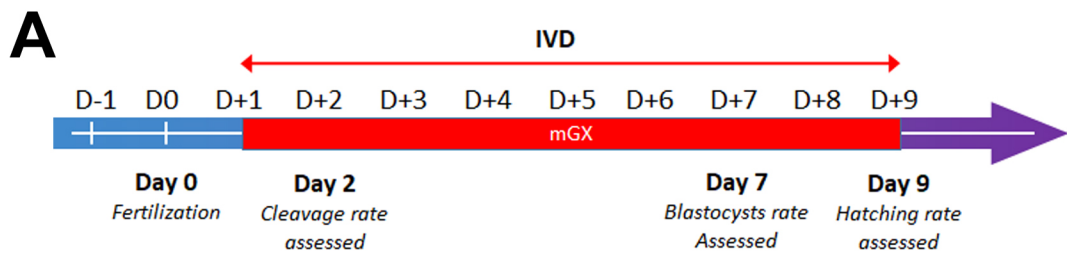 A
IVD
D-1 D0 D+1 D+2 D+3 D+4 D+5 D+6 D+7 D+8 D+9
mGX
Day 0 Day 2 Day 7 Day 9
Fertilization Cleavage rate Blastocysts rate Hatching rate
assessed Assessed assessed